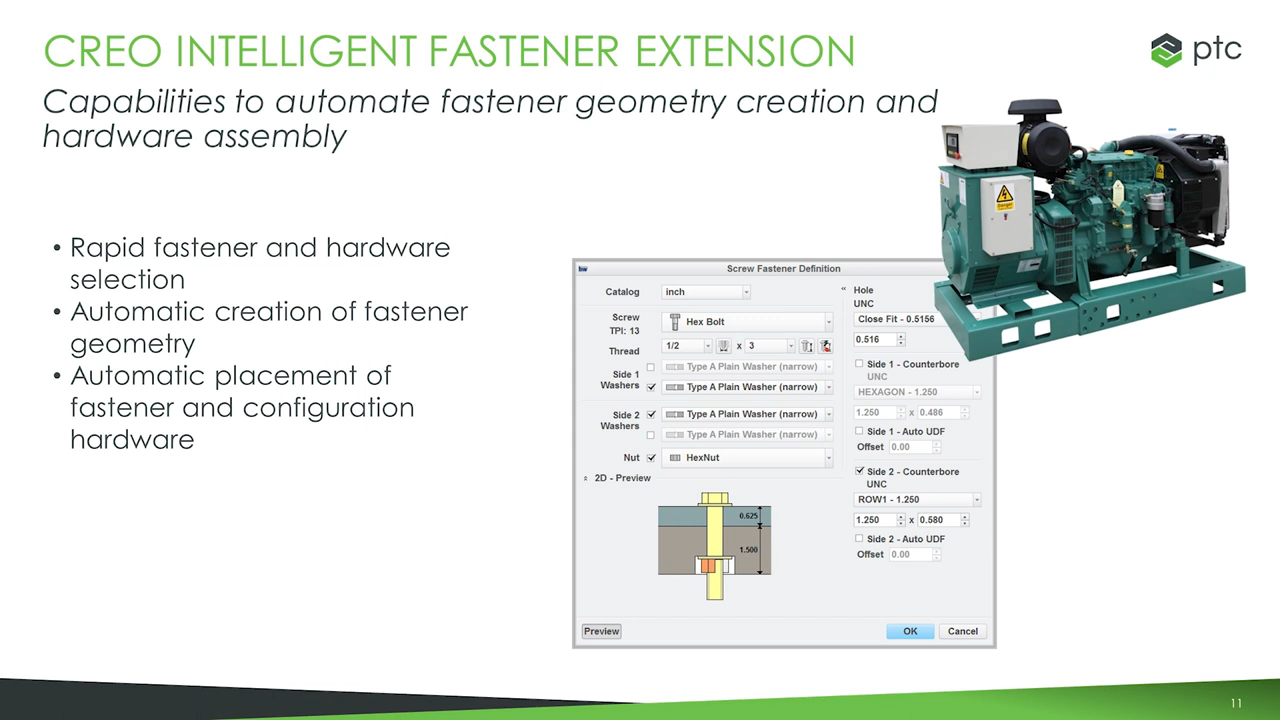 CREO INTELLIGENT FASTENER EXTENSION
ptc
Capabilities to automate fastener geometry creation and
hardware assembly
• Rapid fastener and hardware
selection
• Automatic creation of fastener
geometry
• Automatic placement of
fastener and configuration
hardware
Screw Fastener Definition
Catalog inch
Screw
TPI: 13
Hex Bolt
Thread 1/2 x 3
Side 1
Washers
Type A Plain Washer (narrow)
Type A Plain Washer (narrow)
Side 2
Washers
Type A Plain Washer (narrow)
Type A Plain Washer (narrow)
Nut HexNut
2D - Preview
0.625
1.500
Hole
UNC
Close Fit - 0.5156
0.516
Side 1 - Counterbore
UNC
HEXAGON - 1.250
1.250 x 0.486
Side 1 - Auto UDF
Offset 0.00
Side 2 - Counterbore
UNC
ROW1 - 1.250
1.250 x 0.580
Side 2 - Auto UDF
Offset 0.00
Preview
OK
Cancel
11